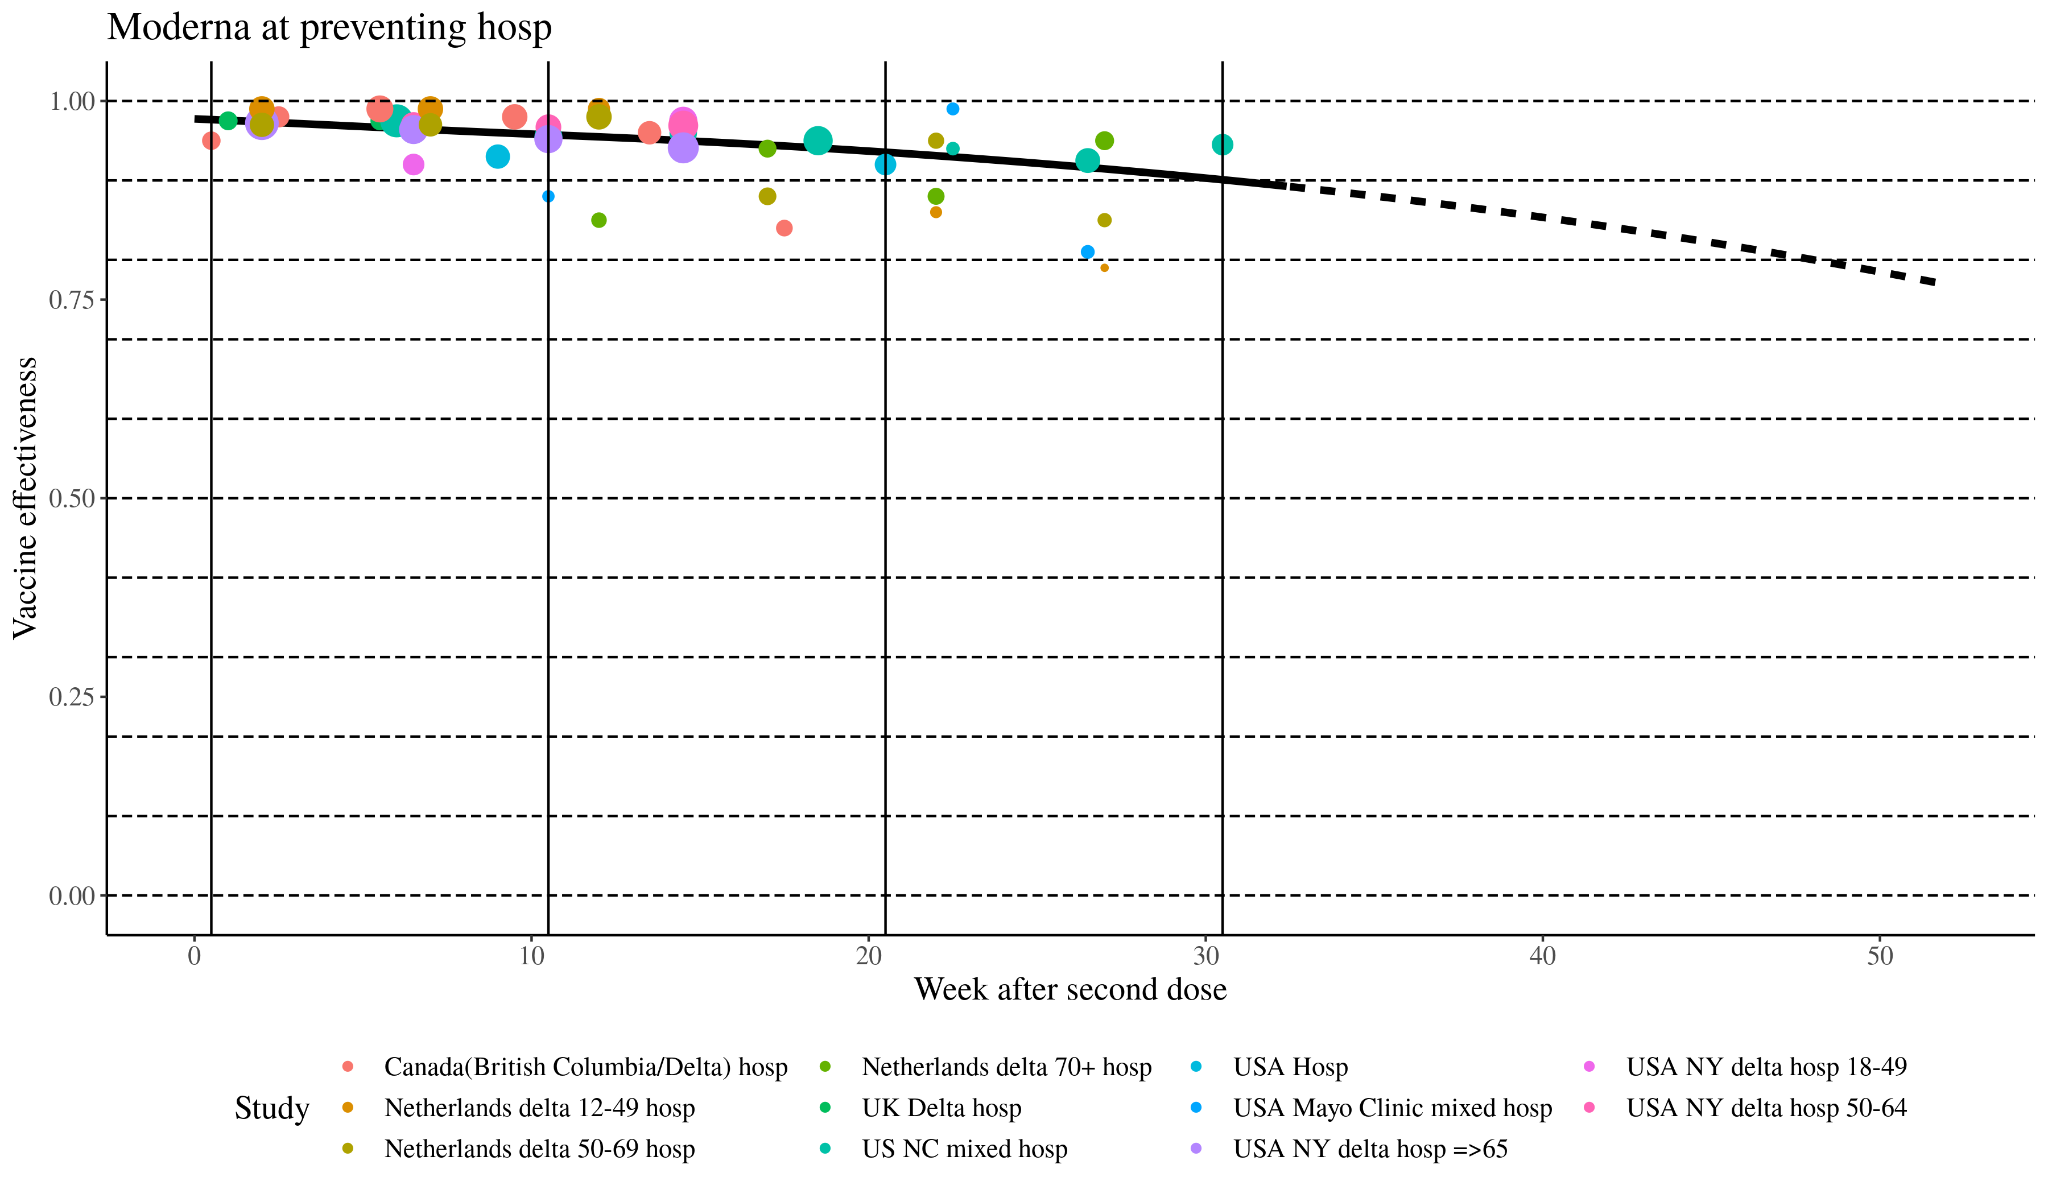 Moderna at preventing hosp
1.00
0.75
0.50
0.25
0.00
Vaccine effectiveness
0 10 20 30 40 50
Week after second dose
Study
Canada(British Columbia/Delta) hosp
Netherlands delta 12-49 hosp
Netherlands delta 50-69 hosp
Netherlands delta 70+ hosp
UK Delta hosp
US NC mixed hosp
USA Hosp
USA Mayo Clinic mixed hosp
USA NY delta hosp =>65
USA NY delta hosp 18-49
USA NY delta hosp 50-64